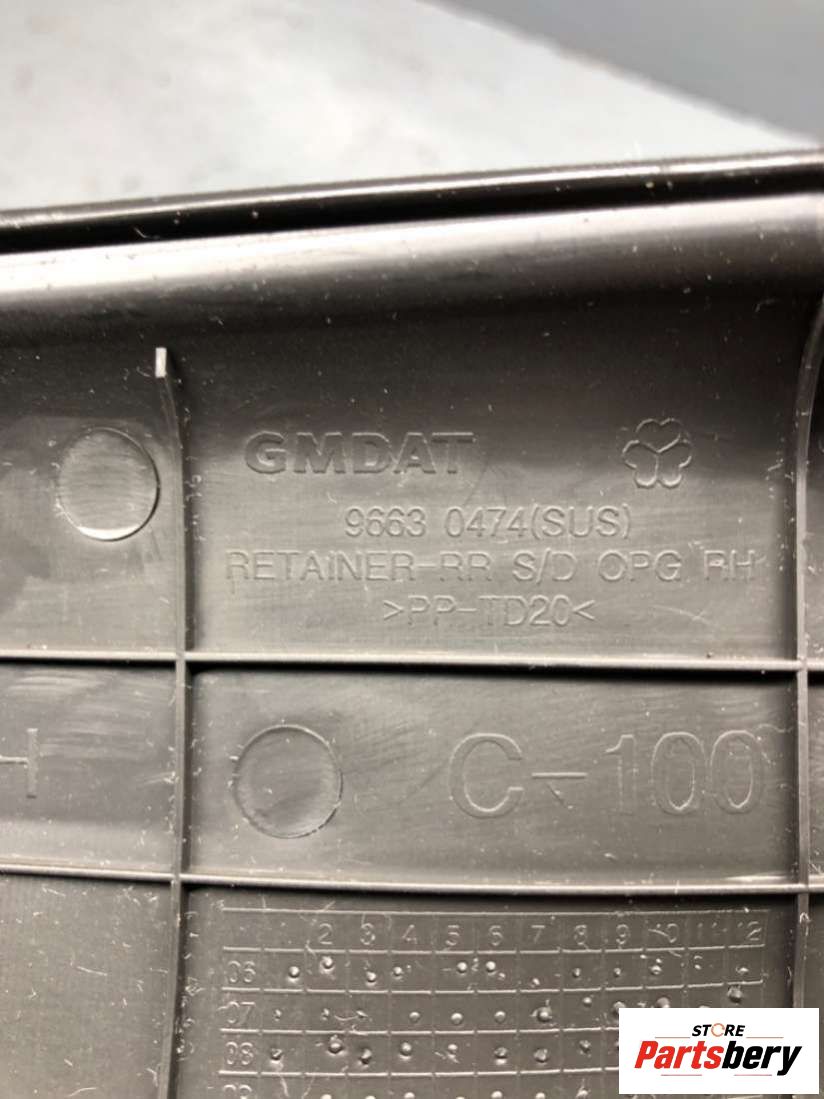 GMDAT
9663 0474(SUS)
RETAINER-RR S/D OPG RH
>PP-TD20<
C-100
2 3 4 5 6 7 8 9 10 11 12
06
07
08
09
STORE
Partsbery